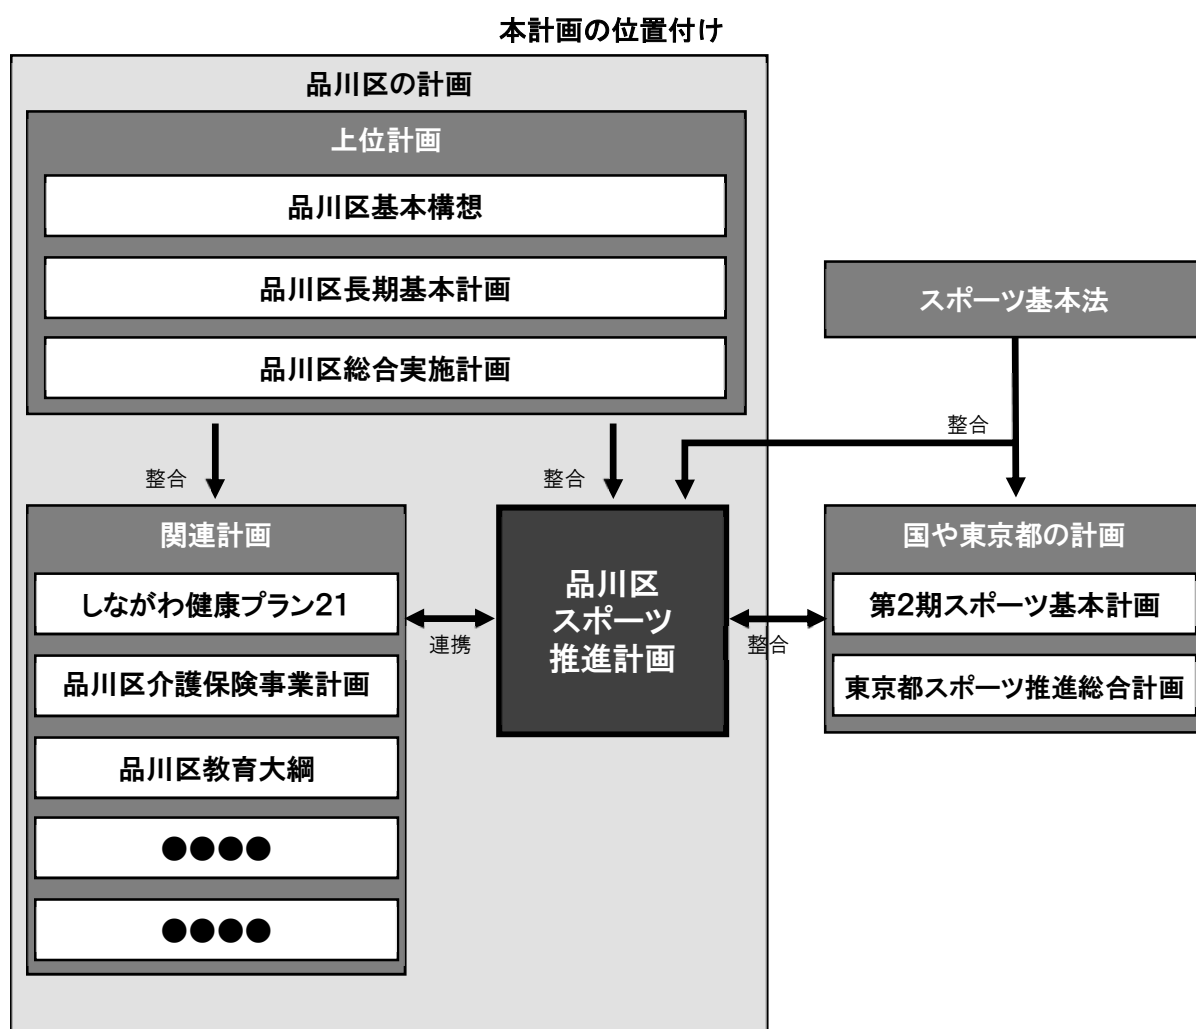 本計画の位置付け
品川区の計画
上位計画
品川区基本構想
品川区長期基本計画
品川区総合実施計画
スポーツ基本法
整合
整合
整合
関連計画
しながわ健康プラン21
品川区介護保険事業計画
品川区教育大綱
●●●●
●●●●
連携
品川区
スポーツ
推進計画
整合
国や東京都の計画
第2期スポーツ基本計画
東京都スポーツ推進総合計画